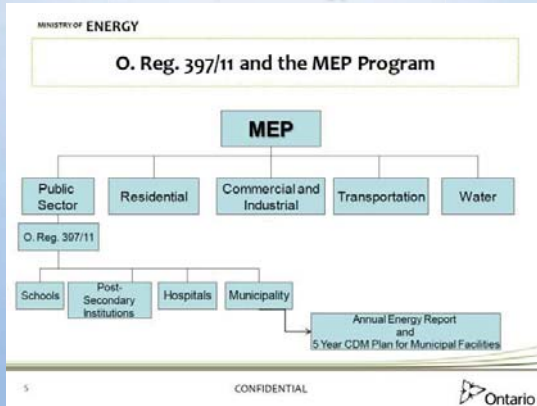 MINISTRY OF ENERGY
O. Reg. 397/11 and the MEP Program
MEP
Public
Sector
Residential
Commercial and
Industrial
Transportation
Water
O. Reg. 397/11
Schools
Post-
Secondary
Institutions
Hospitals
Municipality
Annual Energy Report
and
5 Year CDM Plan for Municipal Facilities
5
CONFIDENTIAL
Ontario